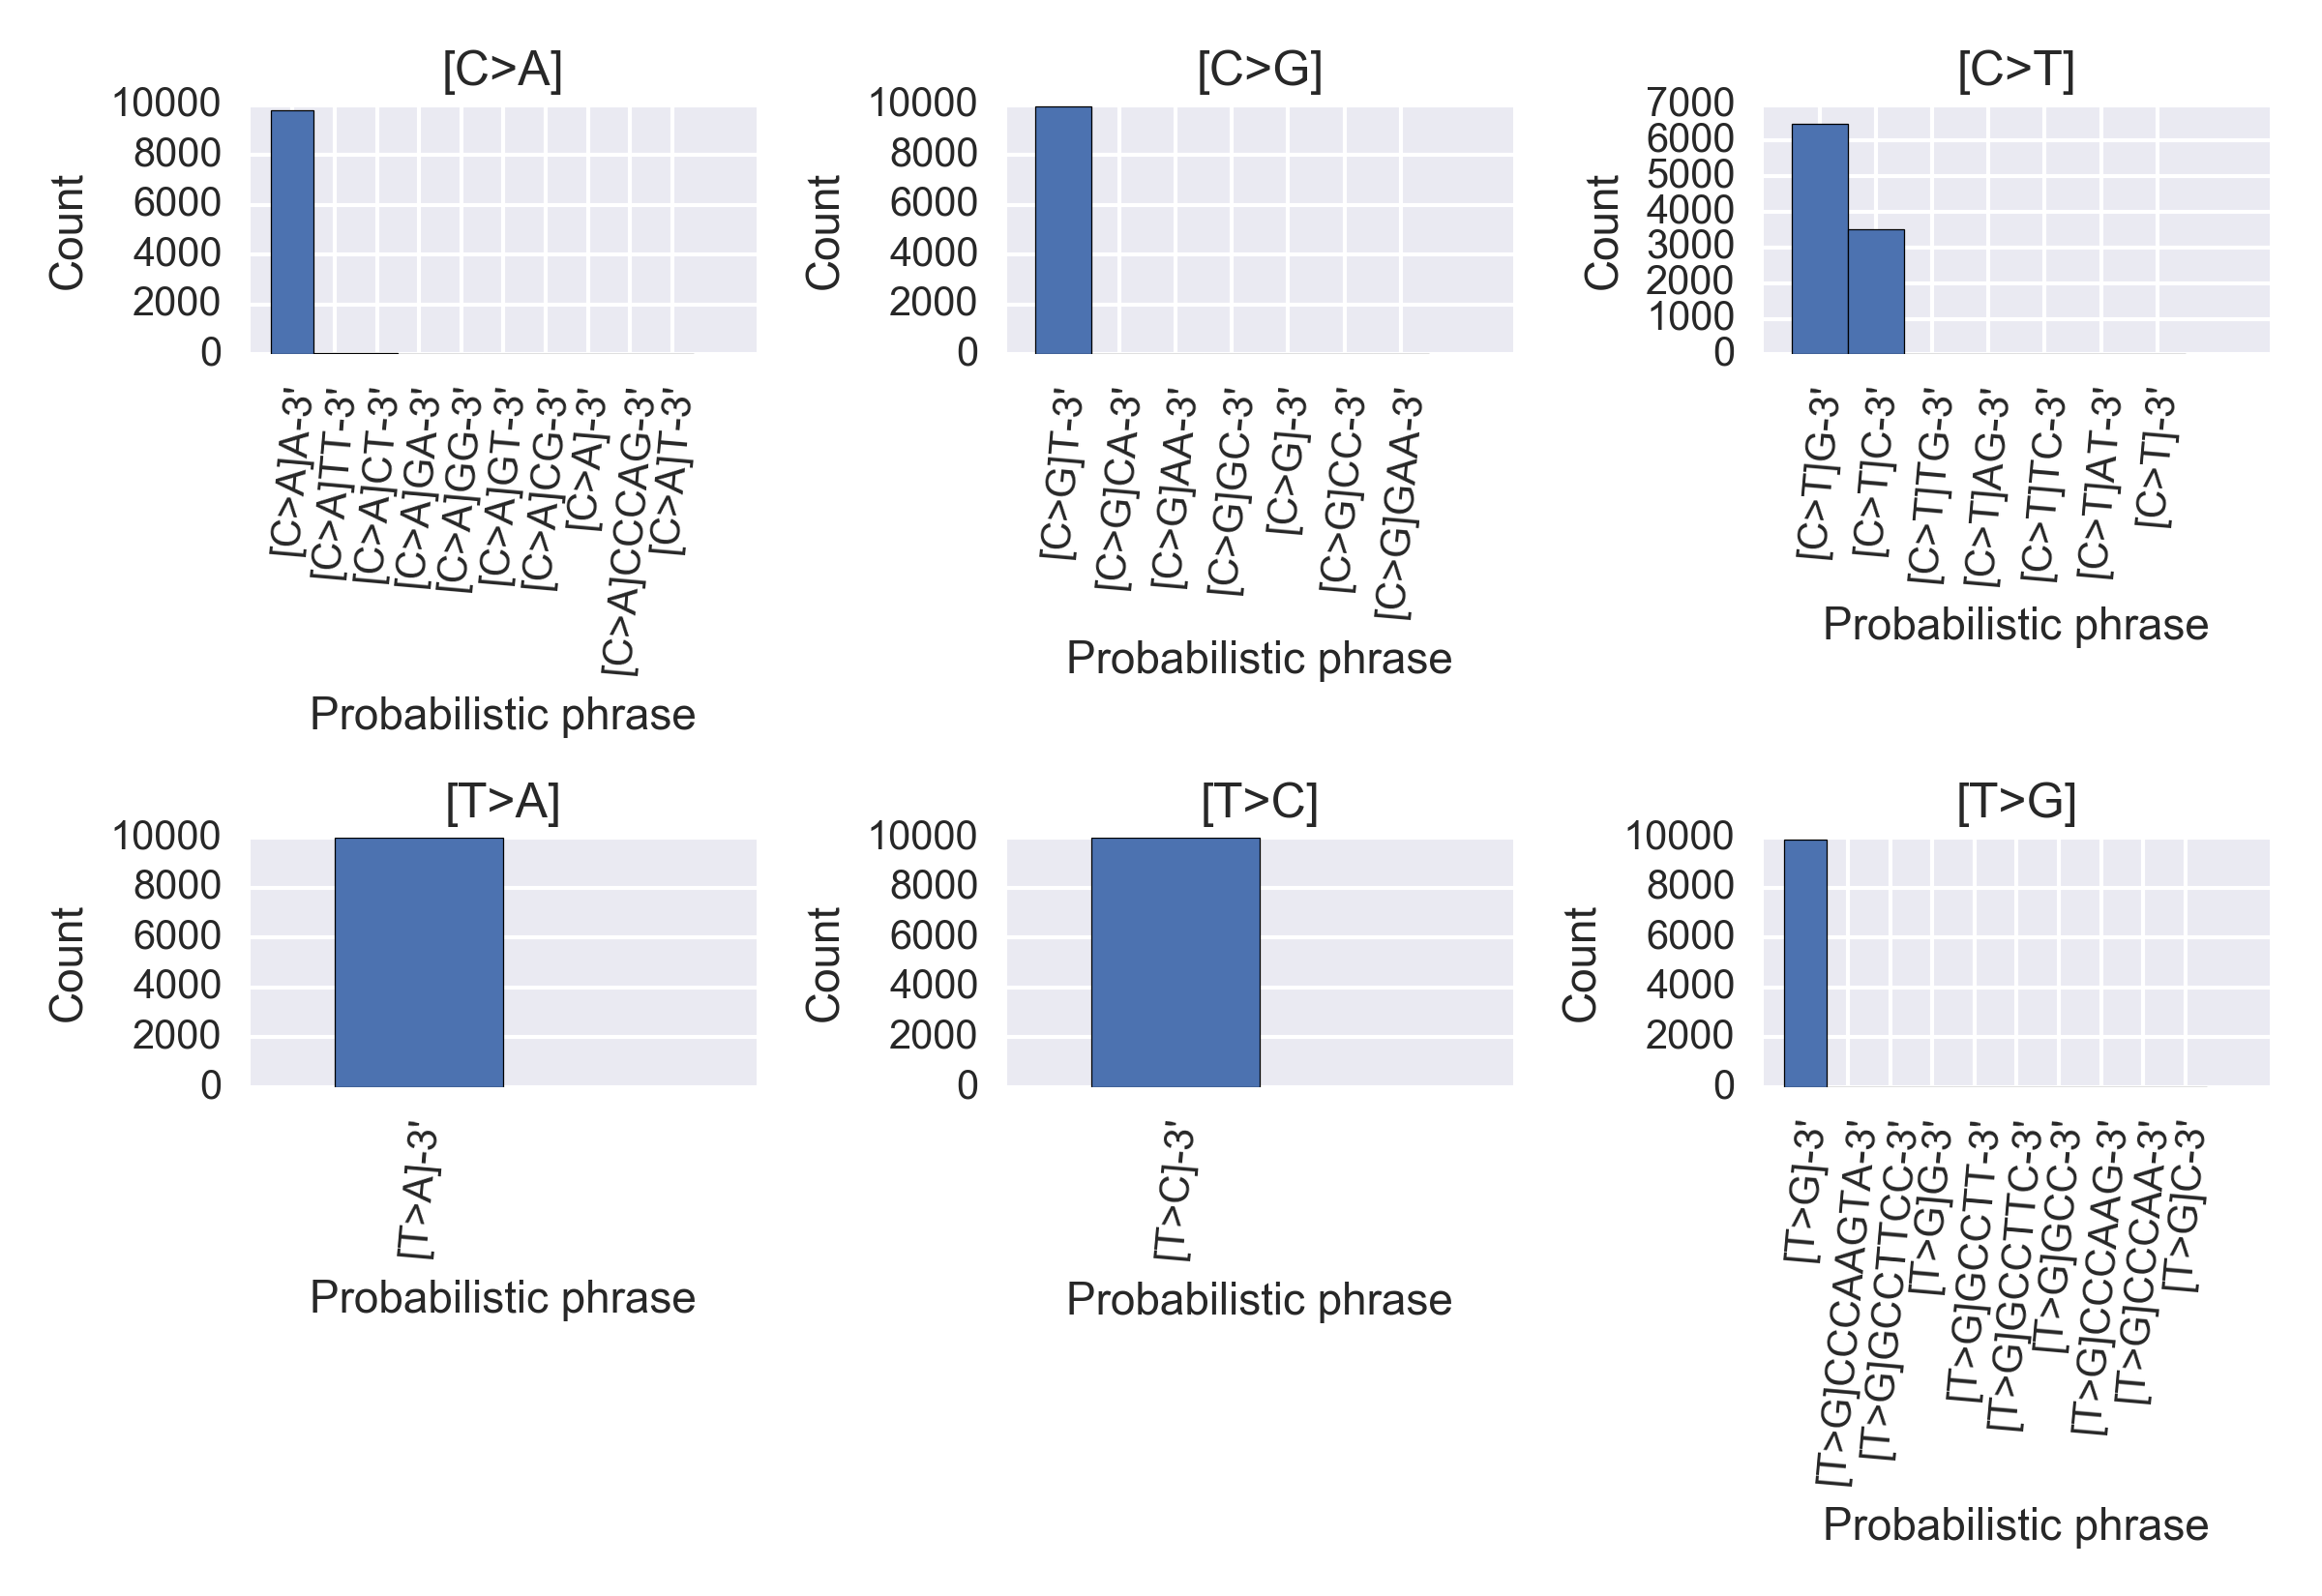 [C>A]
10000
8000
6000
4000
2000
0
Count
[C>A]A-3'
[C>A]TT-3'
[C>A]CT-3'
[C>A]GA-3'
[C>A]GG-3'
[C>A]GT-3'
[C>A]CG-3'
[C>A]-3'
[C>A]CCCAG-3'
[C>A]T-3'
Probabilistic phrase
[C>G]
10000
8000
6000
4000
2000
0
Count
[C>G]T-3'
[C>G]CA-3'
[C>G]AA-3'
[C>G]GC-3'
[C>G]-3'
[C>G]CC-3'
[C>G]GAA-3'
Probabilistic phrase
[C>T]
7000
6000
5000
4000
3000
2000
1000
0
Count
[C>T]G-3'
[C>T]C-3'
[C>T]TG-3'
[C>T]AG-3'
[C>T]TC-3'
[C>T]AT-3'
[C>T]-3'
Probabilistic phrase
[T>A]
10000
8000
6000
4000
2000
0
Count
[T>A]-3'
Probabilistic phrase
[T>C]
10000
8000
6000
4000
2000
0
Count
[T>C]-3'
Probabilistic phrase
[T>G]
10000
8000
6000
4000
2000
0
Count
[T>G]-3'
[T>G]CCCAAGTA-3'
[T>G]GCCTTCC-3'
[T>G]G-3'
[T>G]GCCTT-3'
[T>G]GCCTTC-3'
[T>G]GCC-3'
[T>G]CCCAAG-3'
[T>G]CCCAA-3'
[T>G]C-3'
Probabilistic phrase